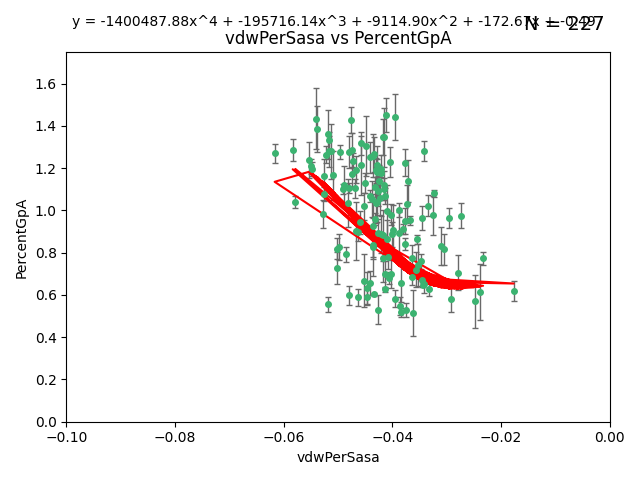 y = -1400487.88x^4 + -195716.14x^3 + -9114.90x^2 + -172.67x + -0.49
N = 227
vdwPerSasa vs PercentGpA
1.6
1.4
1.2
1.0
0.8
0.6
0.4
0.2
0.0
PercentGpA
−0.10 −0.08 −0.06 −0.04 −0.02 0.00
vdwPerSasa